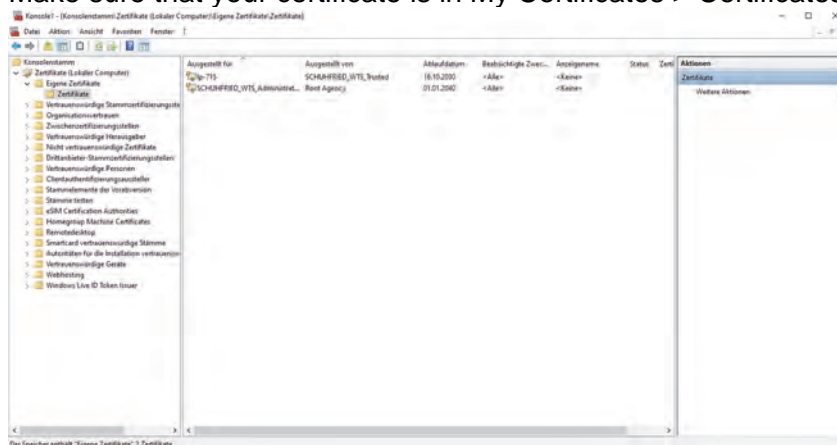 Make sure that your certificate is in My Certificates > Certificates
Konsole1 - [Konsolenstamm\Zertifikate (Lokaler Computer)\Eigene Zertifikate\Zertifikate]
Datei Aktion Ansicht Favoriten Fenster ?
Konsolenstamm
Zertifikate (Lokaler Computer)
Eigene Zertifikate
Zertifikate
Vertrauenswürdige Stammzertifizierungsste
Organisationsvertrauen
Zwischenzertifizierungsstellen
Vertrauenswürdige Herausgeber
Nicht vertrauenswürdige Zertifikate
Drittanbieter-Stammzertifizierungsstellen
Vertrauenswürdige Personen
Clientauthentifizierungsaussteller
Stammelemente der Vorabversion
Stämme testen
eSIM Certification Authorities
Homegroup Machine Certificates
Remotedesktop
Smartcard vertrauenswürdige Stämme
Autoritäten für die Installation vertrauenswü
Vertrauenswürdige Geräte
Webhosting
Windows Live ID Token Issuer
Ausgestellt für Ausgestellt von Ablaufdatum Beabsichtigte Zwec... Anzeigename Status Zerti
lp-715 SCHUHFRIED_WTS_Trusted 16.10.2030 <Alle> <Keine>
SCHUHFRIED_WTS_Administrat... Root Agency 01.01.2040 <Alle> <Keine>
Aktionen
Zertifikate
Weitere Aktionen
Der Speicher enthält "Eigene Zertifikate" 2 Zertifikate.